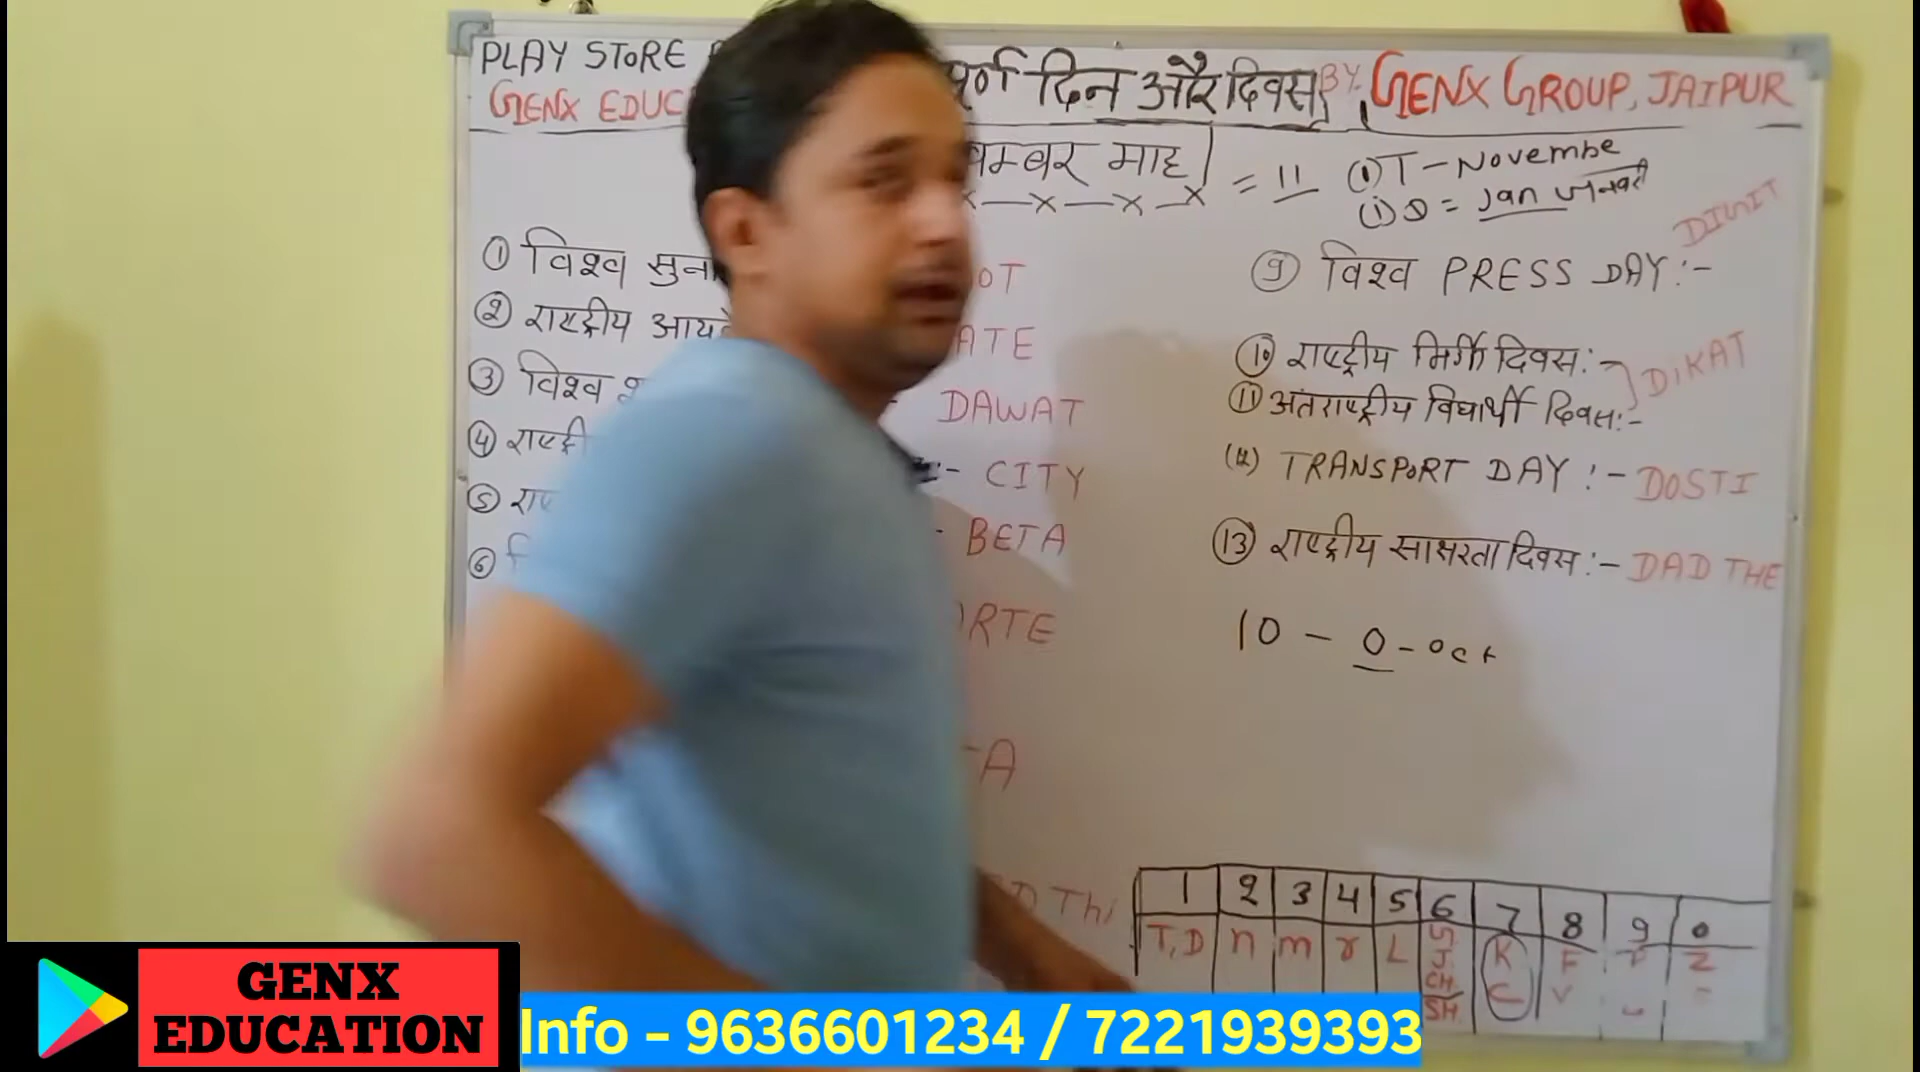 PLAY STORE
GENX EDUC
पूर्ण दिन और दिवस BY:
GENX GROUP, JAIPUR
म्बर माह = 11
① T - Novembe
① D = Jan जनवरी
① विश्व सुना
OT
② राष्ट्रीय आयु
ATE
③ विश्व
DAWAT
④ राष्ट्री
:- CITY
⑤ राष्
- BETA
⑥
RTE
-A
D Thi
⑨ विश्व PRESS DAY :-
⑩ राष्ट्रीय मिर्गी दिवस :-
DIKAT
⑪ अंतराष्ट्रीय विद्यार्थी दिवस :-
TRANSPORT DAY :- DOSTI
⑬ राष्ट्रीय साक्षरता दिवस :- DAD THE
10 - 0 - oct
1 2 3 4 5 6 7 8 9 0
T, D n m r L S J. CH. SH. K C F V P Z
GENX
EDUCATION
Info - 9636601234 / 7221939393